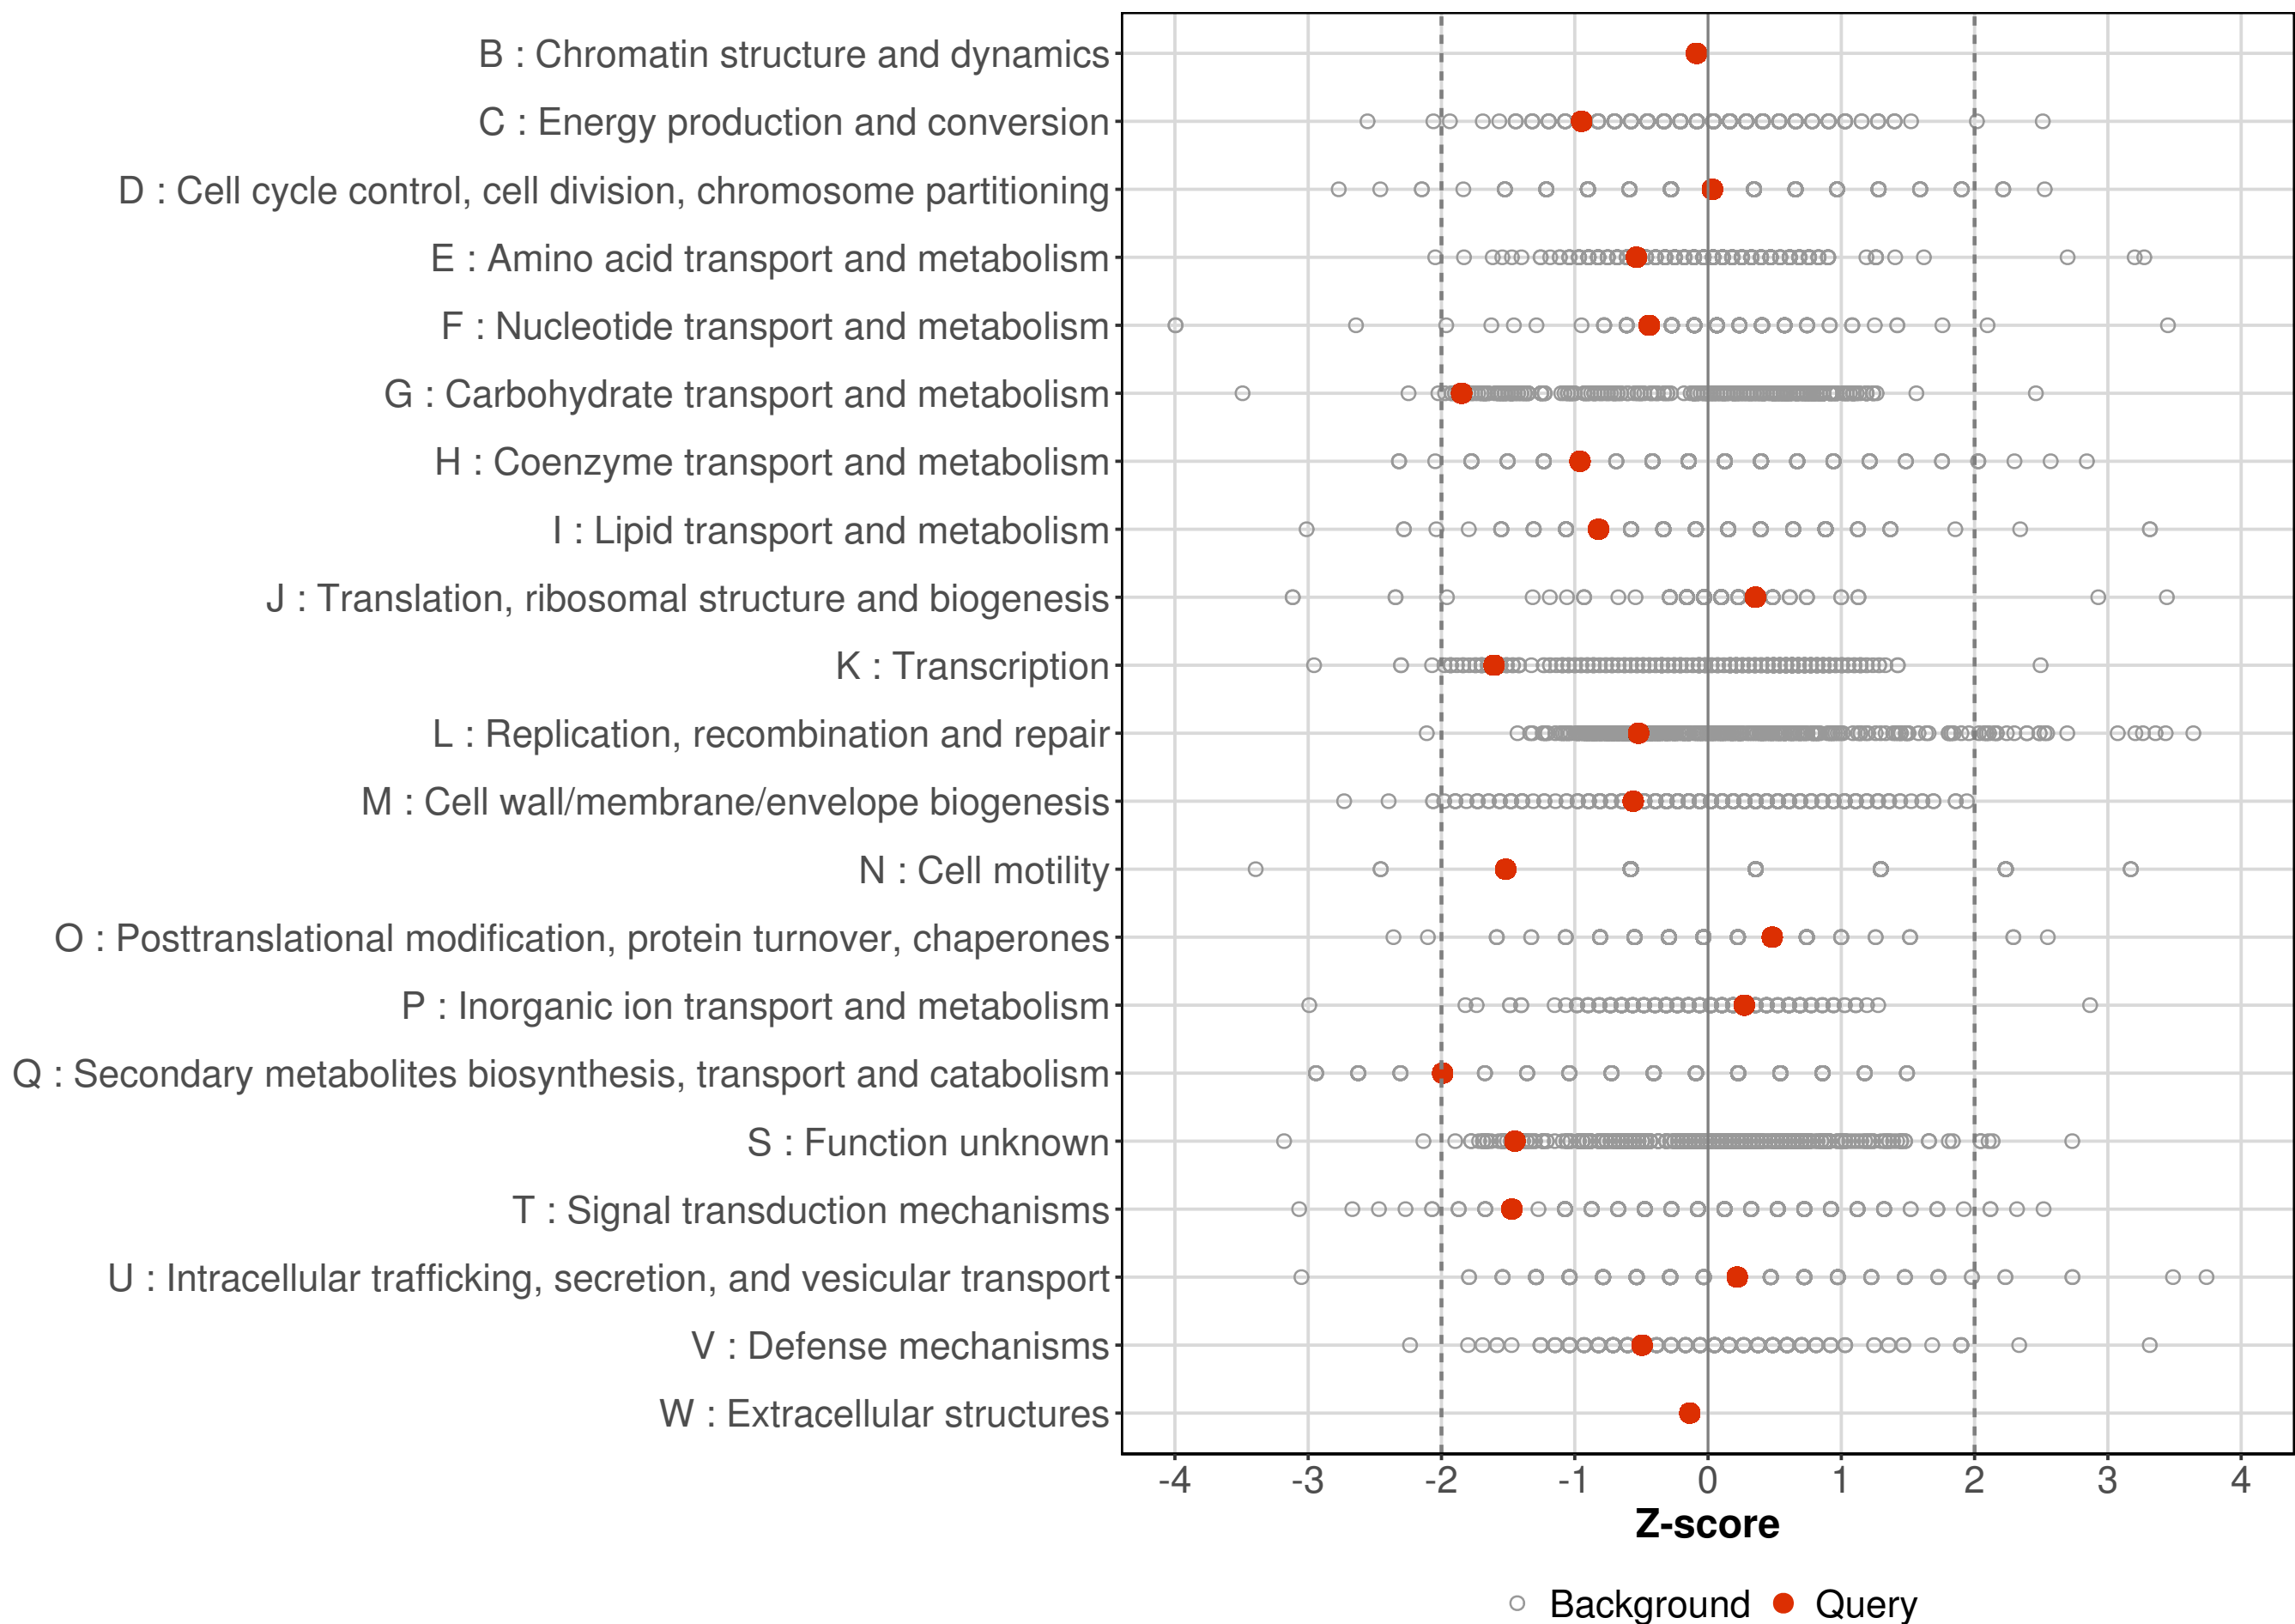 B : Chromatin structure and dynamics
C : Energy production and conversion
D : Cell cycle control, cell division, chromosome partitioning
E : Amino acid transport and metabolism
F : Nucleotide transport and metabolism
G : Carbohydrate transport and metabolism
H : Coenzyme transport and metabolism
I : Lipid transport and metabolism
J : Translation, ribosomal structure and biogenesis
K : Transcription
L : Replication, recombination and repair
M : Cell wall/membrane/envelope biogenesis
N : Cell motility
O : Posttranslational modification, protein turnover, chaperones
P : Inorganic ion transport and metabolism
Q : Secondary metabolites biosynthesis, transport and catabolism
S : Function unknown
T : Signal transduction mechanisms
U : Intracellular trafficking, secretion, and vesicular transport
V : Defense mechanisms
W : Extracellular structures
-4 -3 -2 -1 0 1 2 3 4
Z-score
Background Query